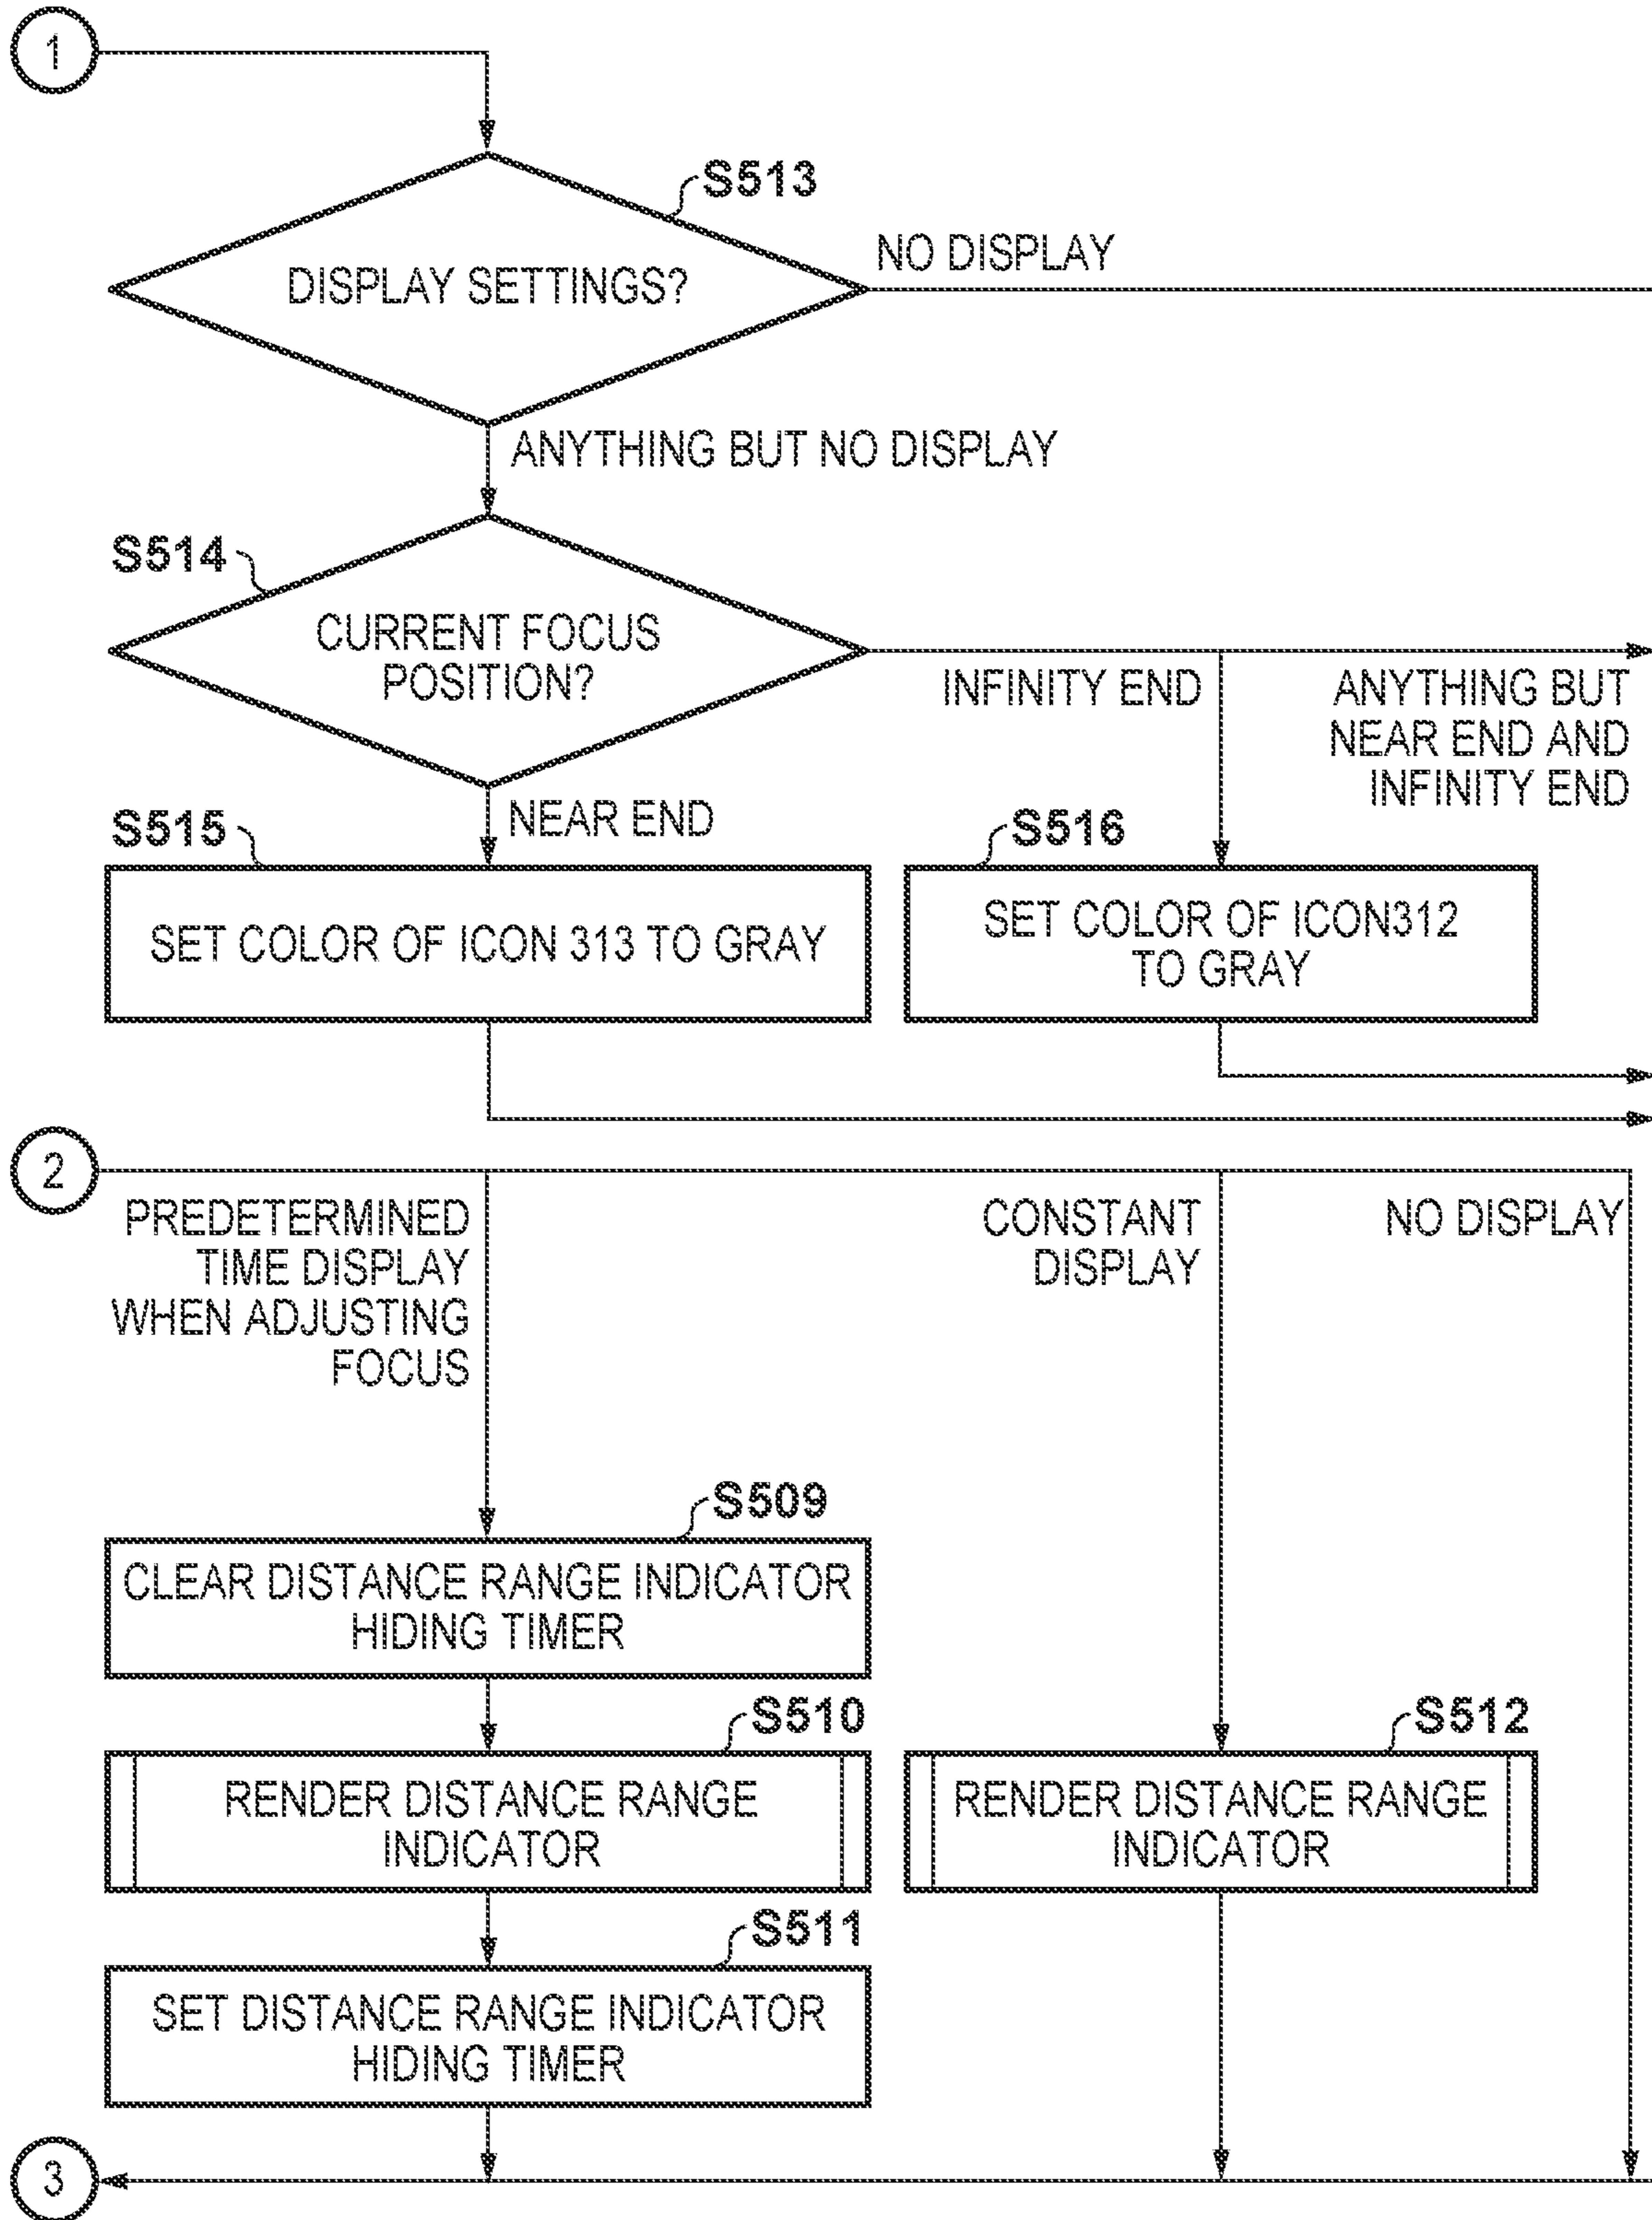 1
S513
DISPLAY SETTINGS?
NO DISPLAY
ANYTHING BUT NO DISPLAY
S514
CURRENT FOCUS
POSITION?
INFINITY END
ANYTHING BUT
NEAR END AND
INFINITY END
NEAR END
S515
SET COLOR OF ICON 313 TO GRAY
S516
SET COLOR OF ICON312
TO GRAY
2
PREDETERMINED
TIME DISPLAY
WHEN ADJUSTING
FOCUS
CONSTANT
DISPLAY
NO DISPLAY
S509
CLEAR DISTANCE RANGE INDICATOR
HIDING TIMER
S510
RENDER DISTANCE RANGE
INDICATOR
S512
RENDER DISTANCE RANGE
INDICATOR
S511
SET DISTANCE RANGE INDICATOR
HIDING TIMER
3